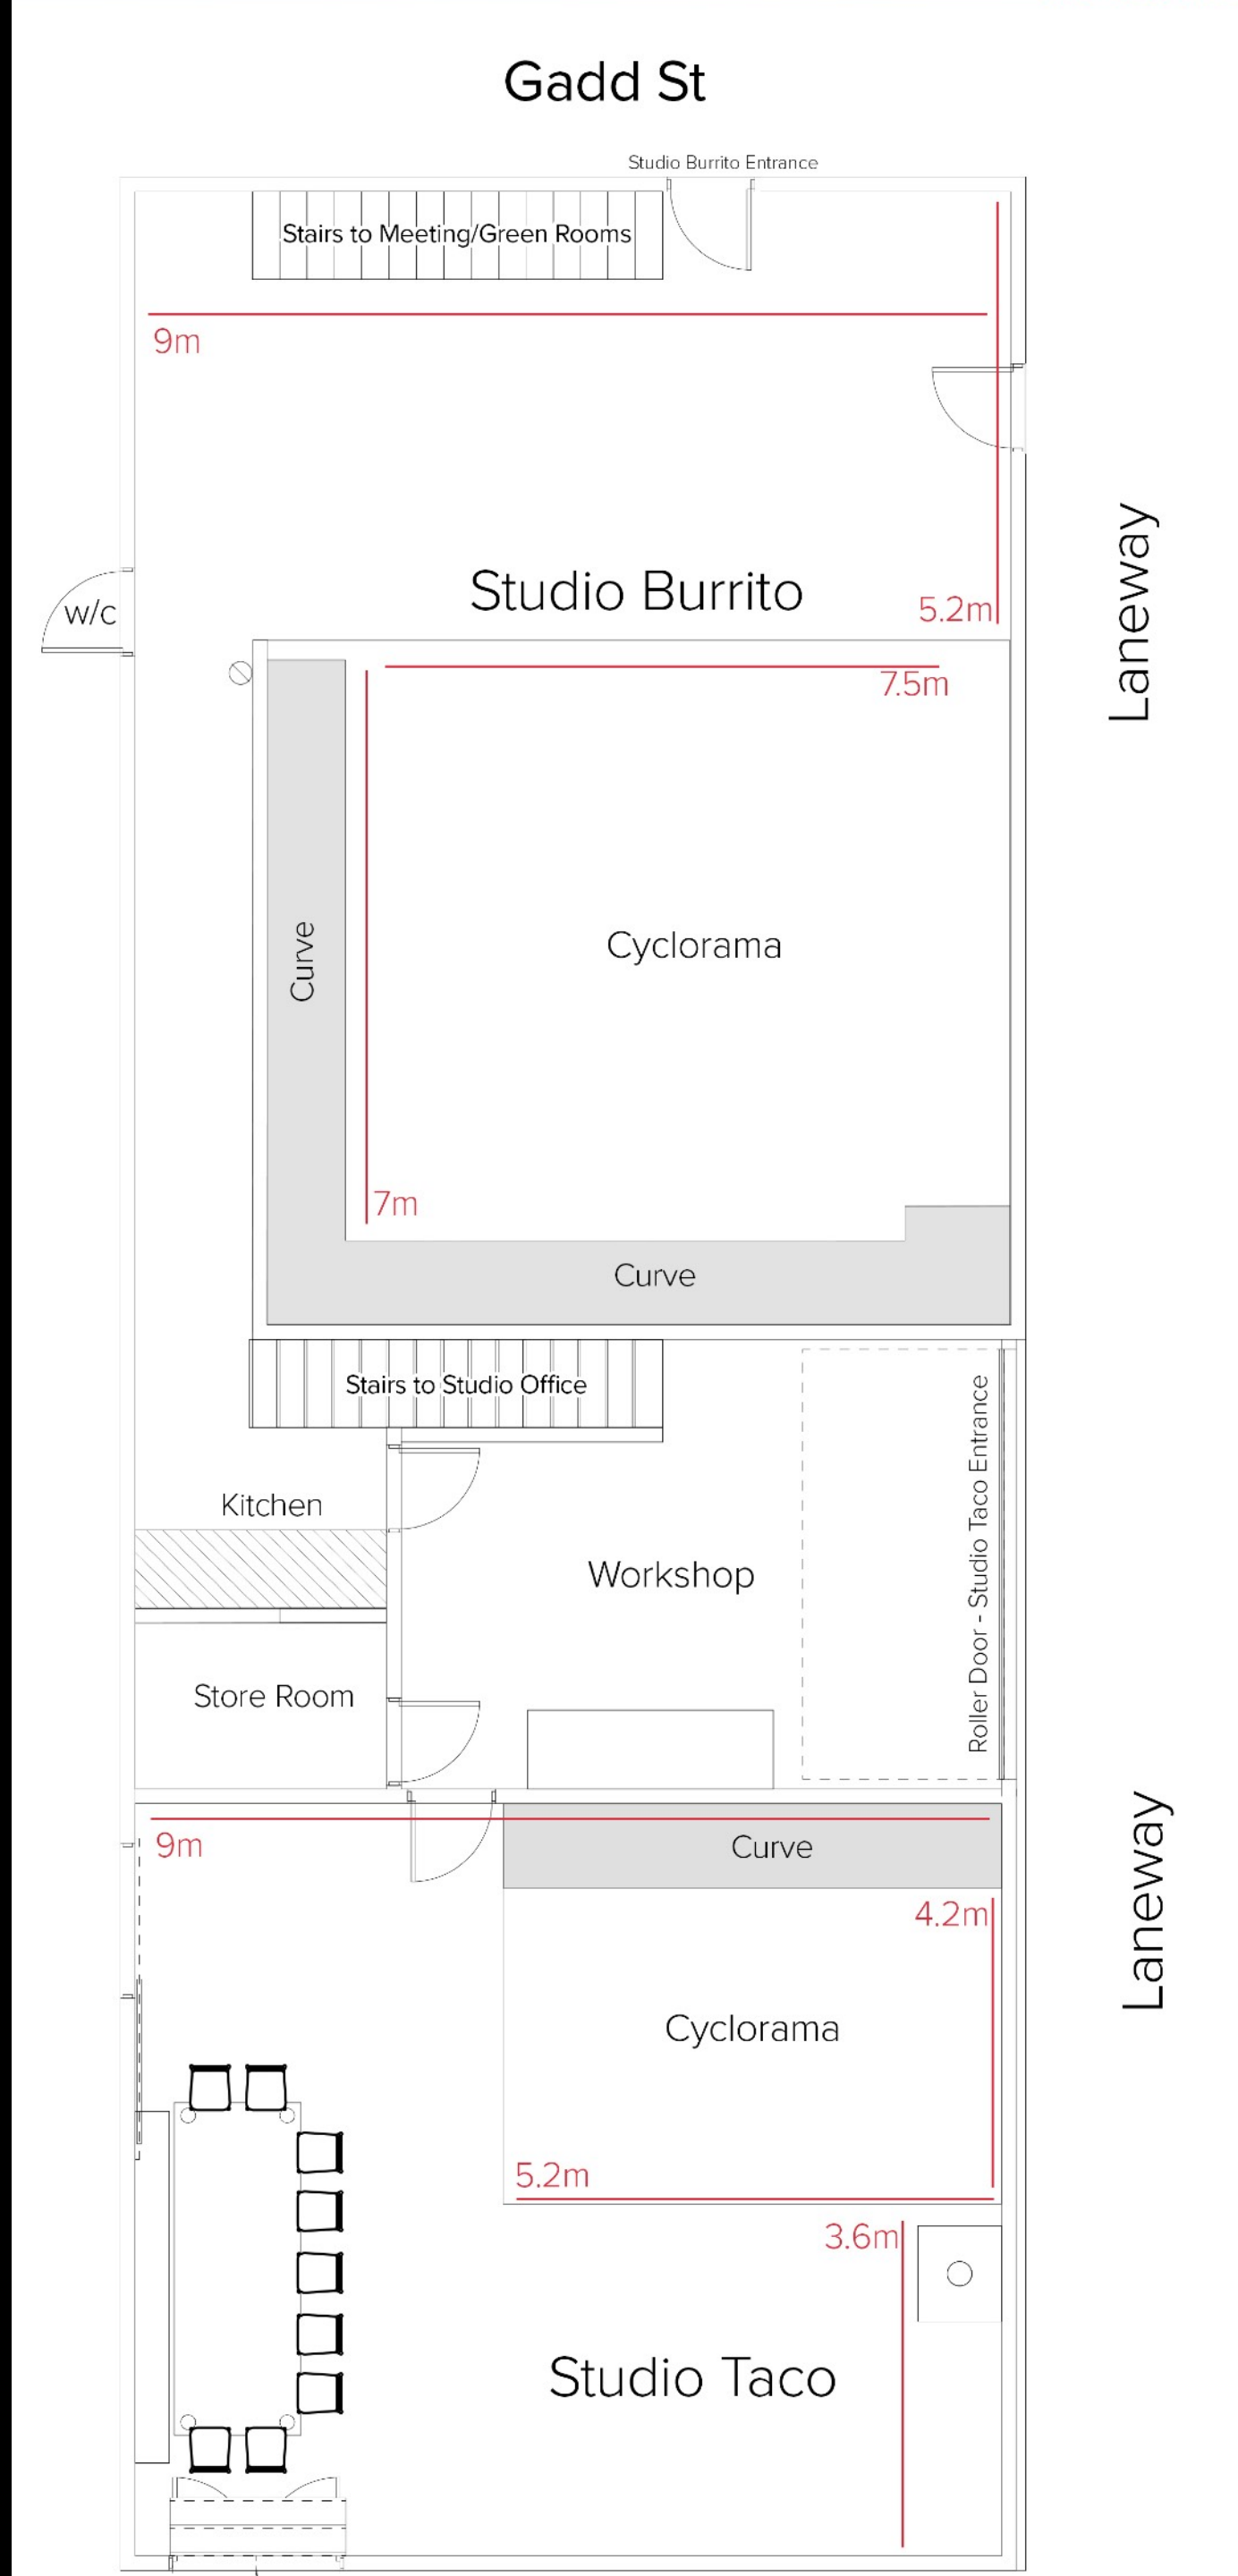 Gadd St
Studio Burrito Entrance
Stairs to Meeting/Green Rooms
9m
Laneway
Studio Burrito
5.2m
w/c
7.5m
Curve
Cyclorama
7m
Curve
Stairs to Studio Office
Roller Door - Studio Taco Entrance
Kitchen
Workshop
Store Room
9m
Curve
Laneway
4.2m
Cyclorama
5.2m
3.6m
Studio Taco